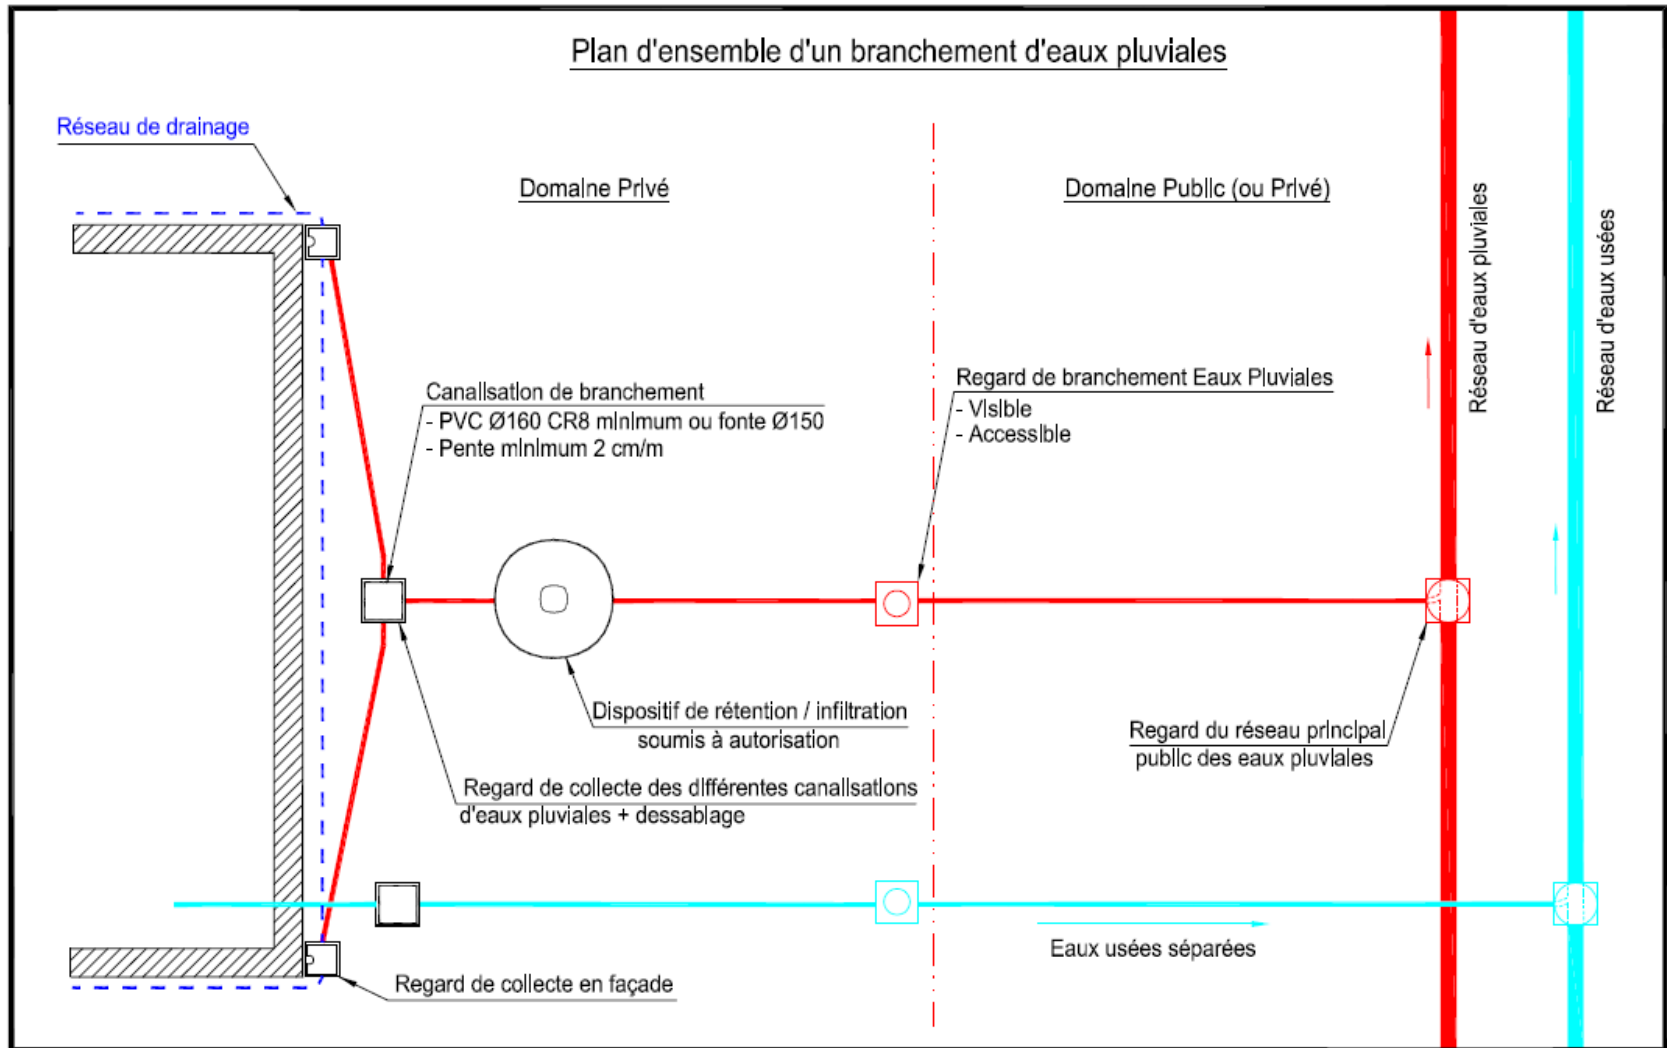 Plan d'ensemble d'un branchement d'eaux pluviales
Réseau de drainage
Domaine Privé
Domaine Public (ou Privé)
Réseau d'eaux pluviales
Réseau d'eaux usées
Canalisation de branchement
- PVC Ø160 CR8 minimum ou fonte Ø150
- Pente minimum 2 cm/m
Regard de branchement Eaux Pluviales
- Visible
- Accessible
Dispositif de rétention / infiltration
soumis à autorisation
Regard du réseau principal
public des eaux pluviales
Regard de collecte des différentes canalisations
d'eaux pluviales + dessablage
Eaux usées séparées
Regard de collecte en façade